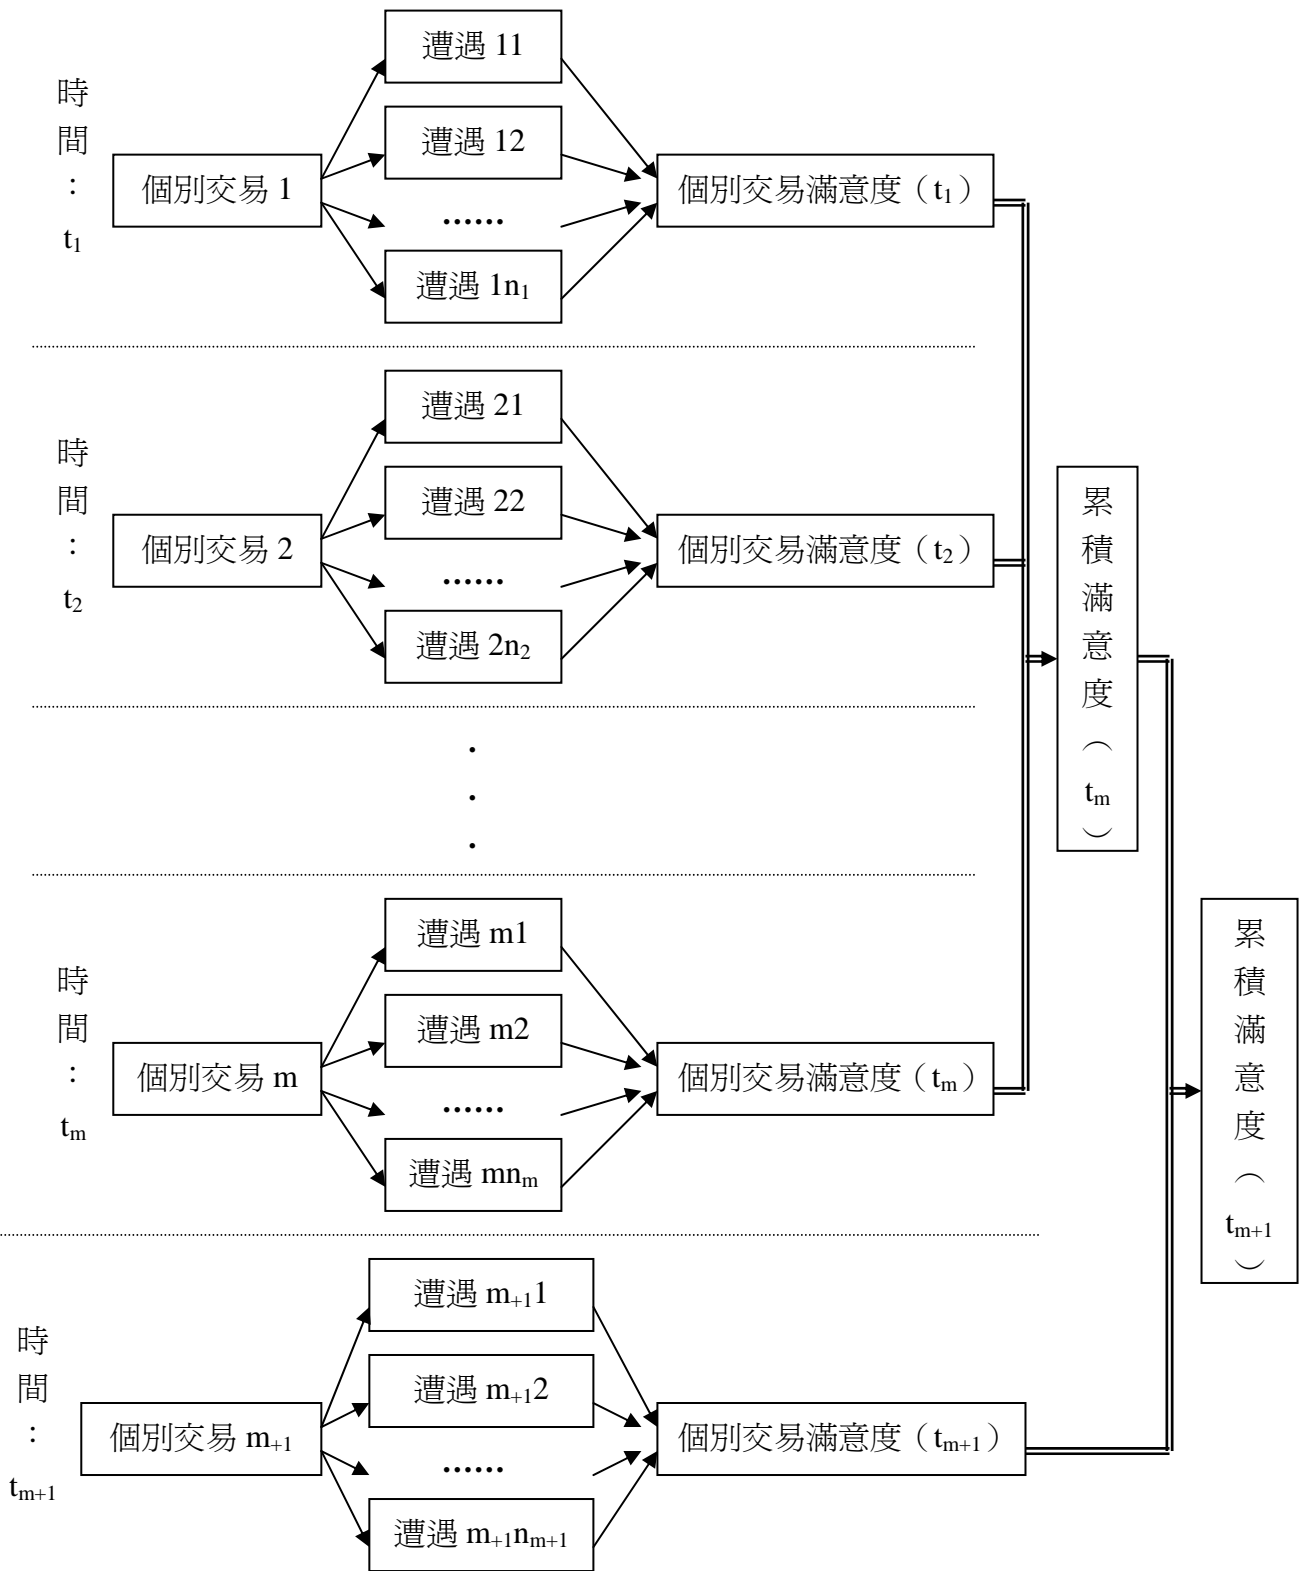 時間：t₁
個別交易 1
遭遇 11
遭遇 12
……
遭遇 1n₁
個別交易滿意度（t₁）
時間：t₂
個別交易 2
遭遇 21
遭遇 22
……
遭遇 2n₂
個別交易滿意度（t₂）
．
．
．
時間：tₘ
個別交易 m
遭遇 m1
遭遇 m2
……
遭遇 mnₘ
個別交易滿意度（tₘ）
累積滿意度（tₘ）
時間：tₘ₊₁
個別交易 m₊₁
遭遇 m₊₁1
遭遇 m₊₁2
……
遭遇 m₊₁nₘ₊₁
個別交易滿意度（tₘ₊₁）
累積滿意度（tₘ₊₁）